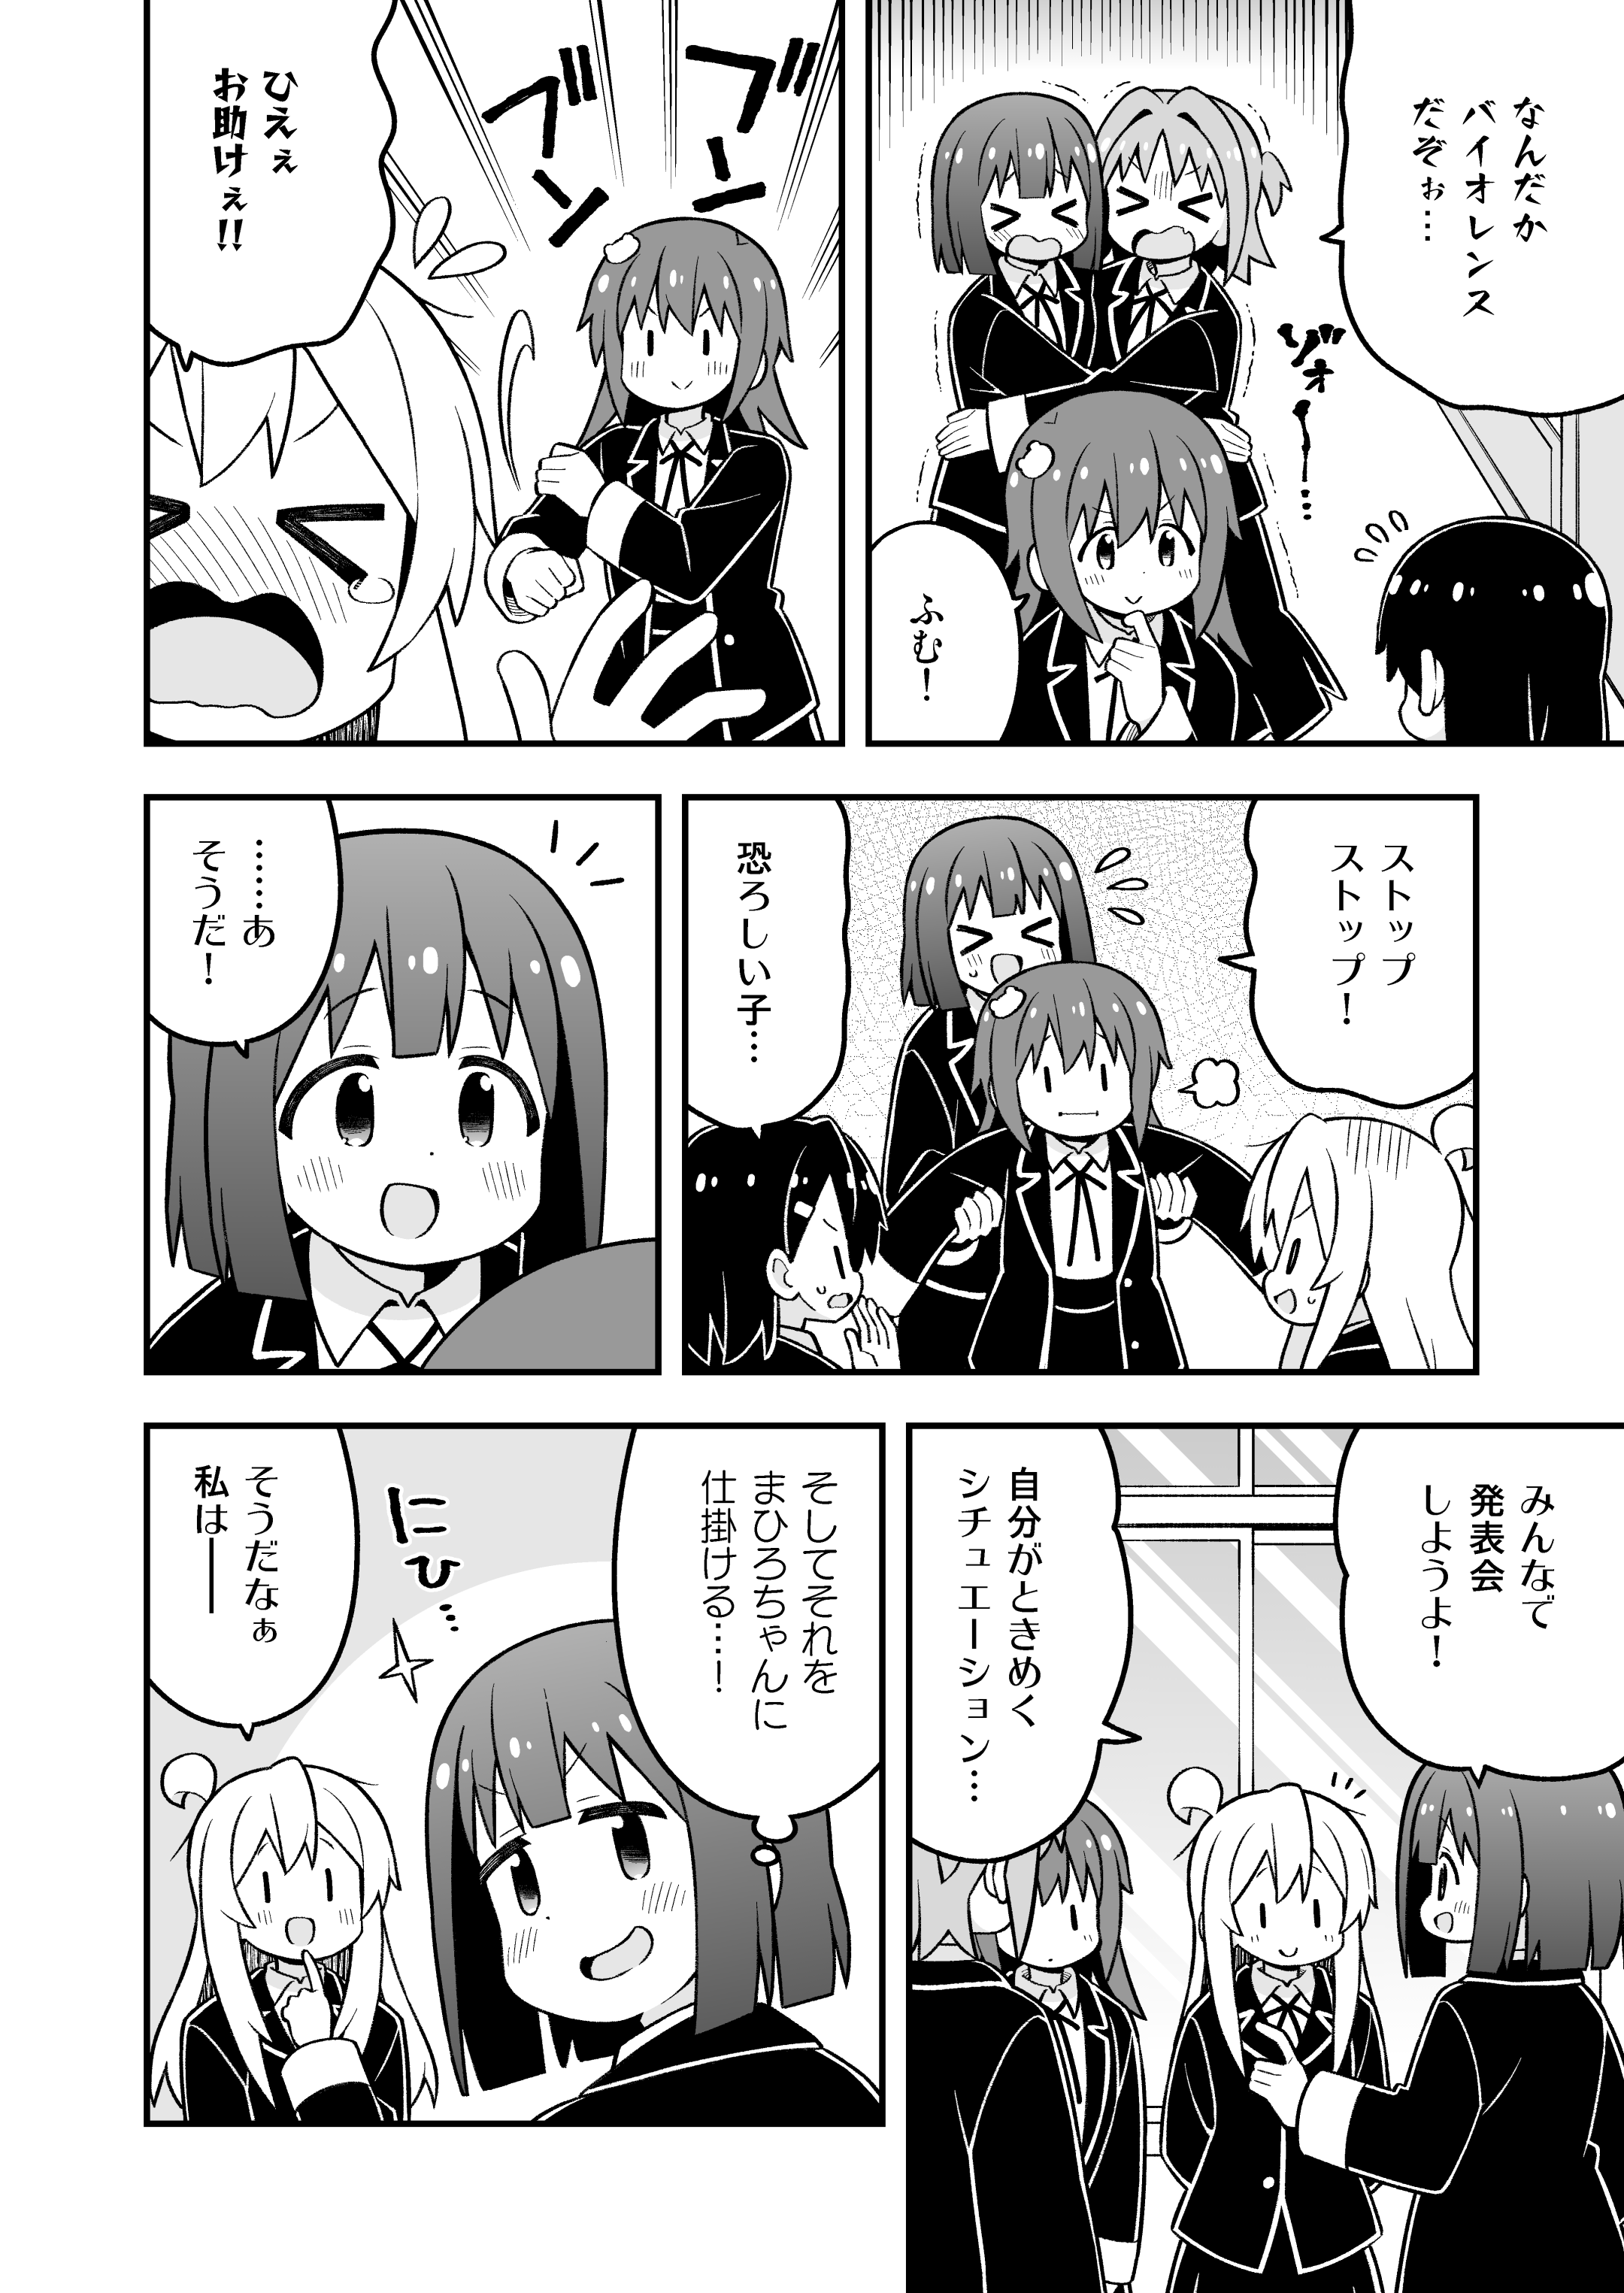 なんだか
バイオレンス
だぞぉ…
ゾォー…
ふむ!
ブンブン
ひえぇ
お助けぇ!!
ストップ
ストップ!
恐ろしい子…
……あ
そうだ!
みんなで
発表会
しようよ!
自分がときめく
シチュエーション…
そしてそれを
まひろちゃんに
仕掛ける…!
にひ…
そうだなぁ
私は──